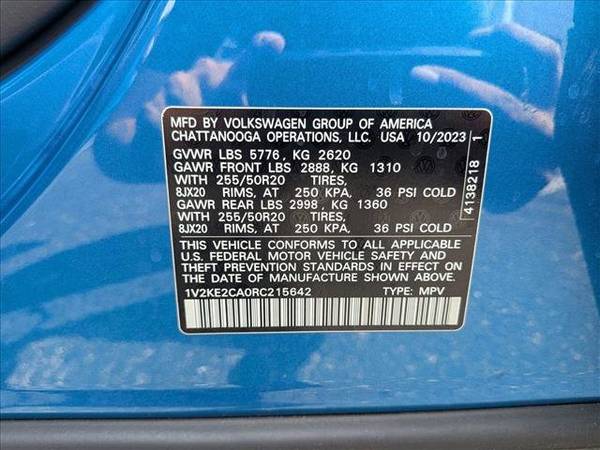 MFD BY VOLKSWAGEN GROUP OF AMERICA
CHATTANOOGA OPERATIONS, LLC. USA 10/2023
GVWR LBS 5776, KG 2620
GAWR FRONT LBS 2888, KG 1310
WITH 255/50R20 TIRES,
8JX20 RIMS, AT 250 KPA, 36 PSI COLD
GAWR REAR LBS 2998, KG 1360
WITH 255/50R20 TIRES,
8JX20 RIMS, AT 250 KPA, 36 PSI COLD
THIS VEHICLE CONFORMS TO ALL APPLICABLE
U.S. FEDERAL MOTOR VEHICLE SAFETY AND
THEFT PREVENTION STANDARDS IN EFFECT ON
THE DATE OF MANUFACTURE SHOWN ABOVE.
1V2KE2CA0RC215642 TYPE: MPV
4138218 1